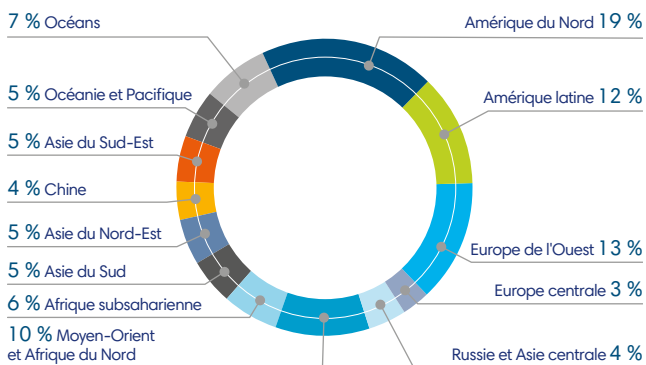 7 % Océans
5 % Océanie et Pacifique
5 % Asie du Sud-Est
4 % Chine
5 % Asie du Nord-Est
5 % Asie du Sud
6 % Afrique subsaharienne
10 % Moyen-Orient
et Afrique du Nord
Amérique du Nord 19 %
Amérique latine 12 %
Europe de l'Ouest 13 %
Europe centrale 3 %
Russie et Asie centrale 4 %